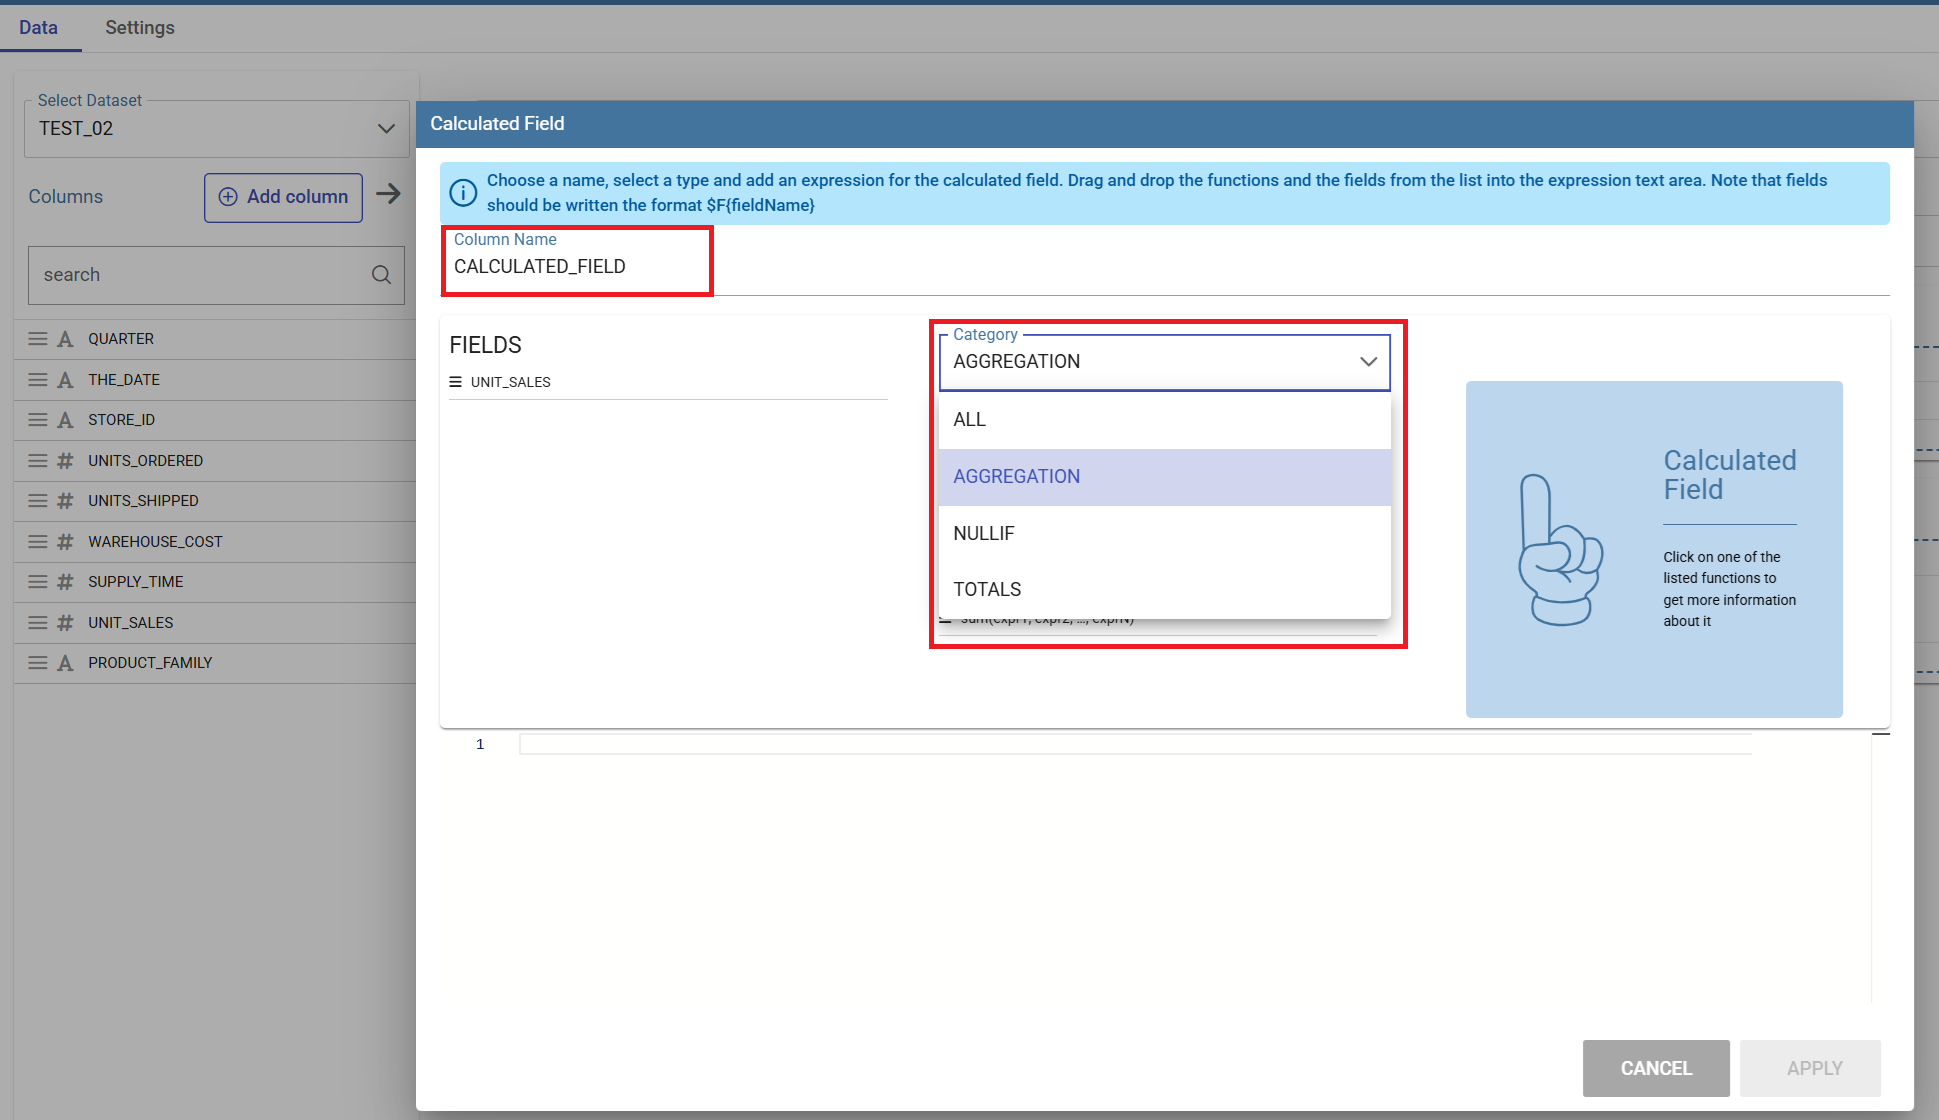 Data
Settings
Select Dataset
TEST_02
Columns
Add column
search
QUARTER
THE_DATE
STORE_ID
UNITS_ORDERED
UNITS_SHIPPED
WAREHOUSE_COST
SUPPLY_TIME
UNIT_SALES
PRODUCT_FAMILY
Calculated Field
Choose a name, select a type and add an expression for the calculated field. Drag and drop the functions and the fields from the list into the expression text area. Note that fields
should be written the format $F{fieldName}
Column Name
CALCULATED_FIELD
FIELDS
UNIT_SALES
Category
AGGREGATION
ALL
AGGREGATION
NULLIF
TOTALS
sum(expr1, expr2, ..., exprN)
Calculated
Field
Click on one of the
listed functions to
get more information
about it
1
CANCEL
APPLY